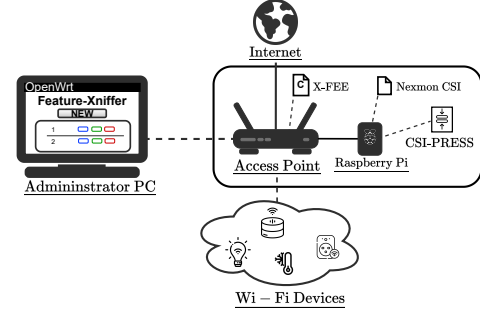 Internet
OpenWrt
Feature-Xniffer
NEW
1
2
C
X-FEE
Nexmon CSI
CSI-PRESS
Access Point
Raspberry Pi
Admininstrator PC
Wi – Fi Devices